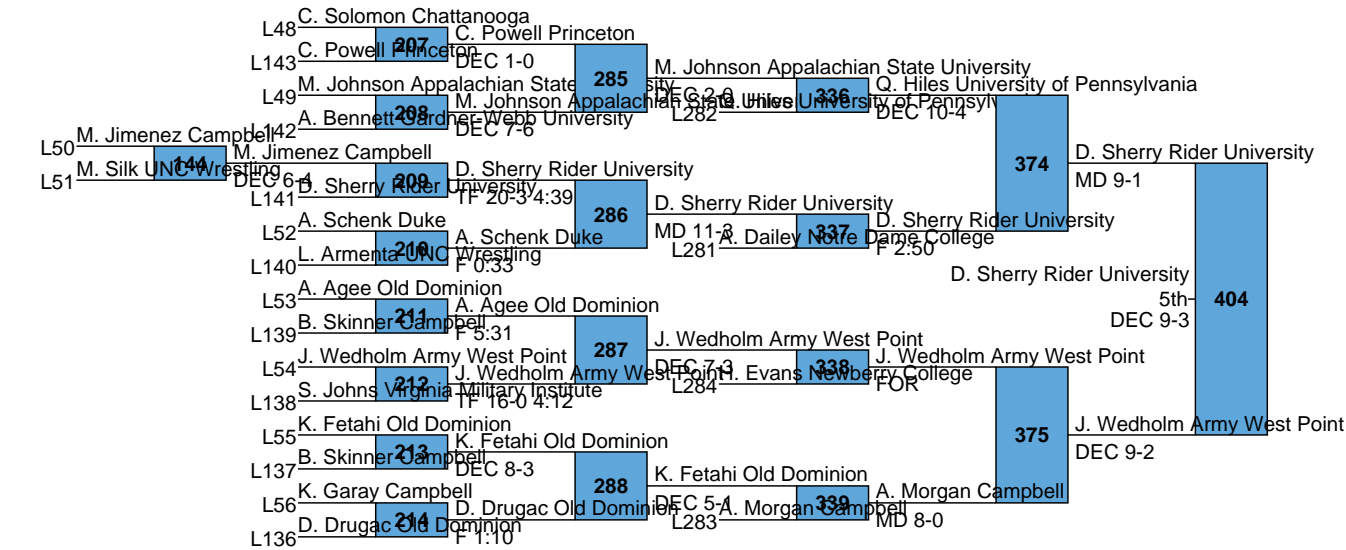 C. Solomon Chattanooga
L48
207
C. Powell Princeton
L143
C. Powell Princeton
DEC 1-0
285
M. Johnson Appalachian State University
L49
208
A. Bennett Gardner-Webb University
L142
M. Johnson Appalachian State University
DEC 7-6
M. Johnson Appalachian State University
DEC 2-0
336
Q. Hiles University of Pennsylvania
L282
Q. Hiles University of Pennsylvania
DEC 10-4
374
M. Jimenez Campbell
L50
144
M. Silk UNC Wrestling
L51
M. Jimenez Campbell
DEC 6-4
209
D. Sherry Rider University
L141
D. Sherry Rider University
TF 20-3 4:39
286
A. Schenk Duke
L52
210
L. Armenta UNC Wrestling
L140
A. Schenk Duke
F 0:33
D. Sherry Rider University
MD 11-3
337
A. Dailey Notre Dame College
L281
D. Sherry Rider University
F 2:50
D. Sherry Rider University
MD 9-1
404
D. Sherry Rider University
5th
DEC 9-3
A. Agee Old Dominion
L53
211
B. Skinner Campbell
L139
A. Agee Old Dominion
F 5:31
287
J. Wedholm Army West Point
L54
212
S. Johns Virginia Military Institute
L138
J. Wedholm Army West Point
TF 16-0 4:12
J. Wedholm Army West Point
DEC 7-3
338
Evans Newberry College
L284
J. Wedholm Army West Point
FOR
375
K. Fetahi Old Dominion
L55
213
B. Skinner Campbell
L137
K. Fetahi Old Dominion
DEC 8-3
288
K. Garay Campbell
L56
214
D. Drugac Old Dominion
L136
D. Drugac Old Dominion
F 1:10
K. Fetahi Old Dominion
DEC 5-1
339
A. Morgan Campbell
L283
A. Morgan Campbell
MD 8-0
J. Wedholm Army West Point
DEC 9-2